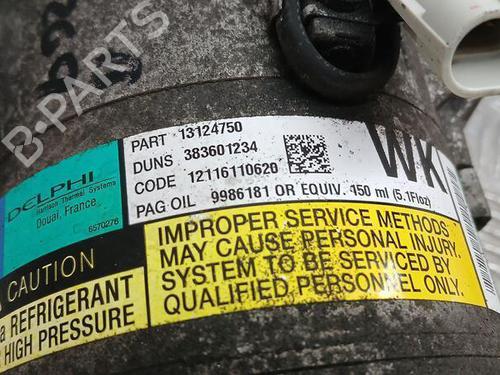 B-PARTS
DELPHI
Harrison Thermal Systems
Douai, France
6570276
PART 13124750
DUNS 383601234
CODE 12116110620
PAG OIL 9986181 OR EQUIV. 150 ml (5.1Floz)
WK
CAUTION
REFRIGERANT
HIGH PRESSURE
IMPROPER SERVICE METHODS
MAY CAUSE PERSONAL INJURY.
SYSTEM TO BE SERVICED BY
QUALIFIED PERSONNEL ONLY.